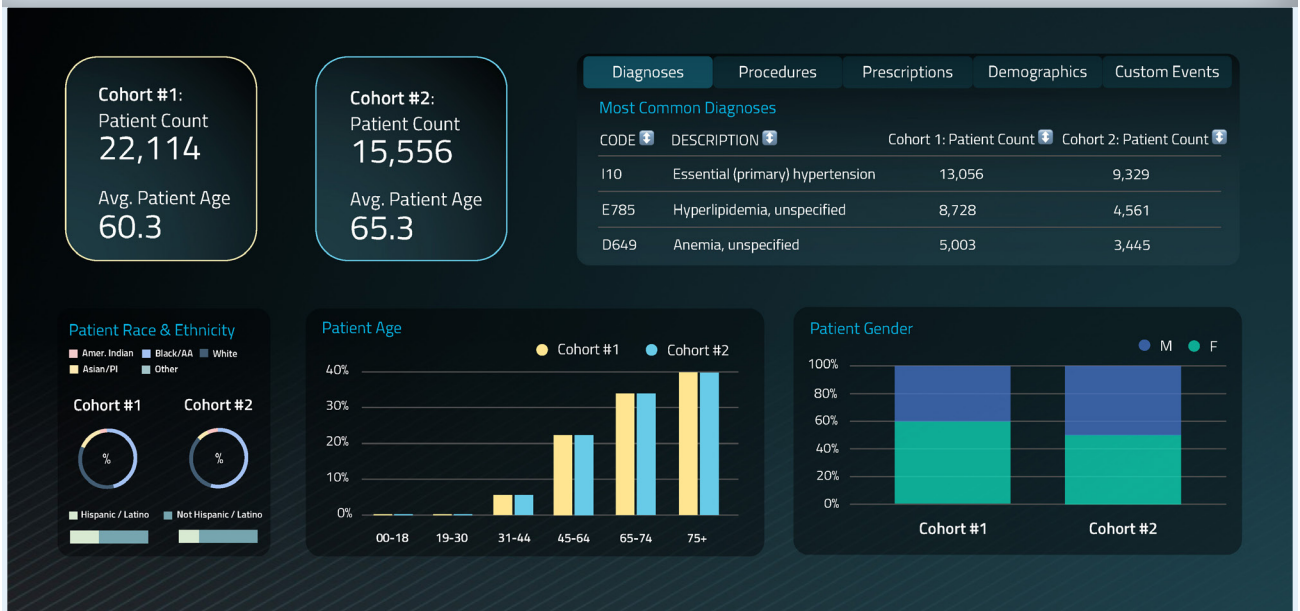 Cohort #1:
Patient Count
22,114
Avg. Patient Age
60.3
Cohort #2:
Patient Count
15,556
Avg. Patient Age
65.3
Diagnoses Procedures Prescriptions Demographics Custom Events
Most Common Diagnoses
CODE DESCRIPTION Cohort 1: Patient Count Cohort 2: Patient Count
I10 Essential (primary) hypertension 13,056 9,329
E785 Hyperlipidemia, unspecified 8,728 4,561
D649 Anemia, unspecified 5,003 3,445
Patient Race & Ethnicity
Amer. Indian Black/AA White
Asian/PI Other
Cohort #1 Cohort #2
% %
Hispanic / Latino Not Hispanic / Latino
Patient Age
Cohort #1 Cohort #2
40%
30%
20%
10%
0%
00-18 19-30 31-44 45-64 65-74 75+
Patient Gender
M F
100%
80%
60%
40%
20%
0%
Cohort #1 Cohort #2